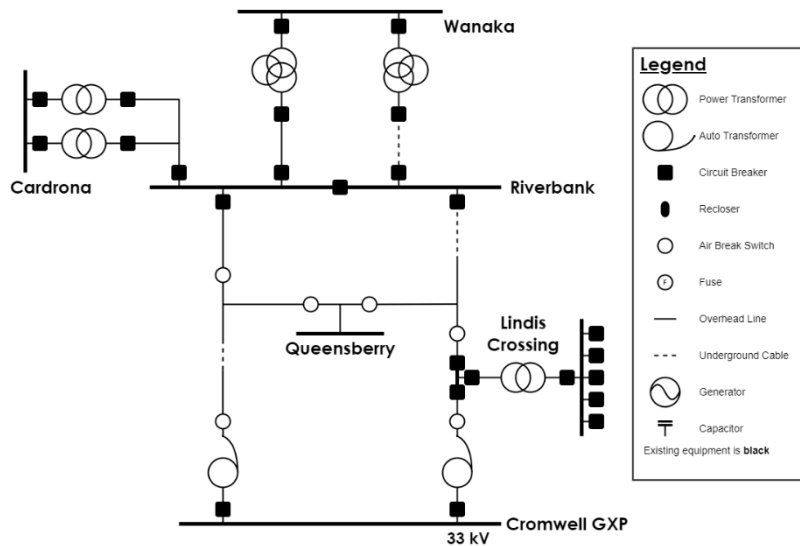 Wanaka
Cardrona
Riverbank
Queensberry
Lindis
Crossing
Cromwell GXP
33 kV
Legend
Power Transformer
Auto Transformer
Circuit Breaker
Recloser
Air Break Switch
F
Fuse
Overhead Line
Underground Cable
Generator
Capacitor
Existing equipment is black